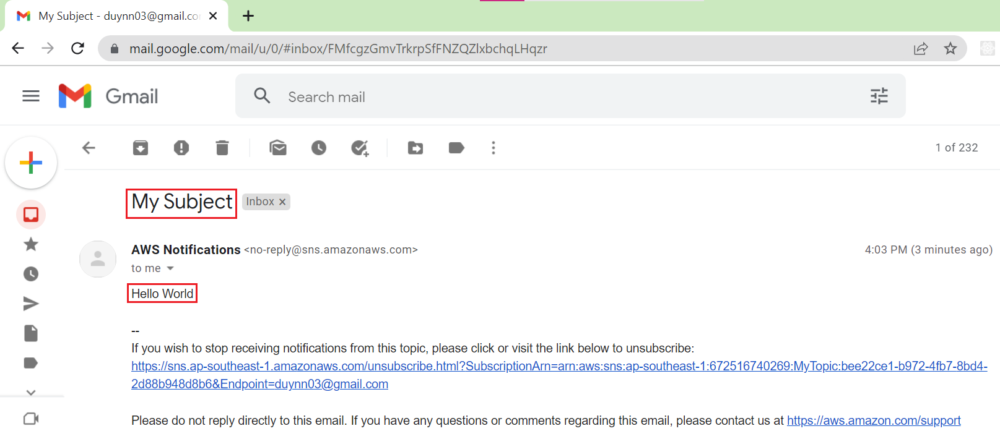 My Subject - duynn03@gmail.co
mail.google.com/mail/u/0/#inbox/FMfcgzGmvTrkrpSfFNZQZlxbchqLHqzr
Gmail
Search mail
1 of 232
My Subject
Inbox ×
AWS Notifications <no-reply@sns.amazonaws.com>
4:03 PM (3 minutes ago)
to me
Hello World
--
If you wish to stop receiving notifications from this topic, please click or visit the link below to unsubscribe:
https://sns.ap-southeast-1.amazonaws.com/unsubscribe.html?SubscriptionArn=arn:aws:sns:ap-southeast-1:672516740269:MyTopic:bee22ce1-b972-4fb7-8bd4-
2d88b948d8b6&Endpoint=duynn03@gmail.com
Please do not reply directly to this email. If you have any questions or comments regarding this email, please contact us at https://aws.amazon.com/support